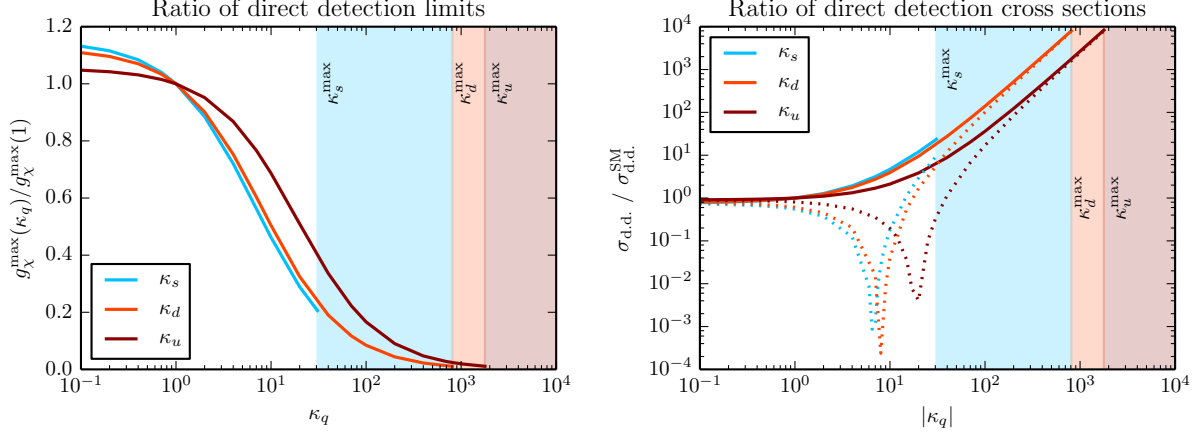 Ratio of direct detection limits
g_χ^max(κ_q)/g_χ^max(1)
1.2
1.0
0.8
0.6
0.4
0.2
0.0
κ_s^max
κ_d^max
κ_u^max
κ_s
κ_d
κ_u
10^−1
10^0
10^1
10^2
10^3
10^4
κ_q
Ratio of direct detection cross sections
σ_d.d. / σ_d.d.^SM
10^4
10^3
10^2
10^1
10^0
10^−1
10^−2
10^−3
10^−4
κ_s
κ_d
κ_u
κ_s^max
κ_d^max
κ_u^max
10^−1
10^0
10^1
10^2
10^3
10^4
|κ_q|